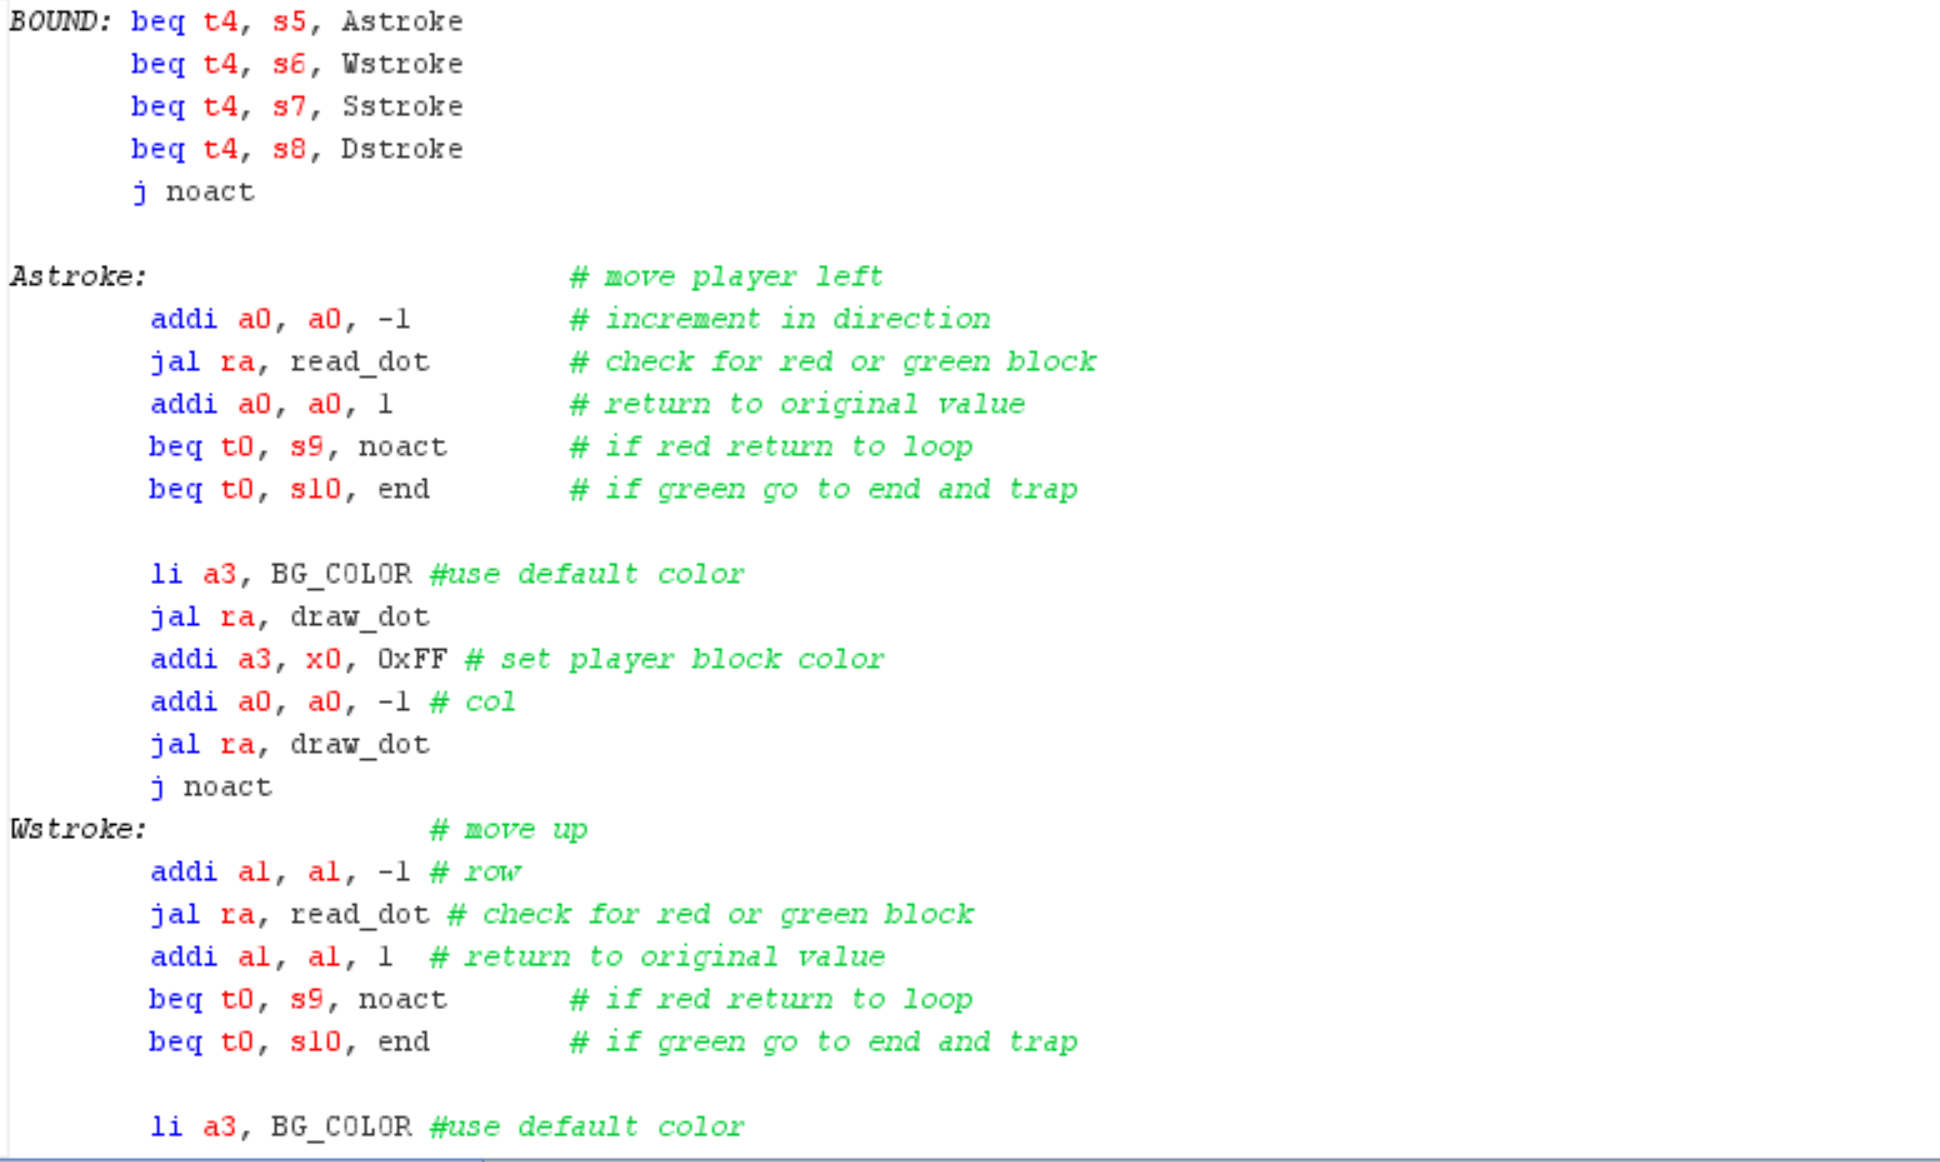 BOUND: beq t4, s5, Astroke
beq t4, s6, Wstroke
beq t4, s7, Sstroke
beq t4, s8, Dstroke
j noact
Astroke: # move player left
addi a0, a0, -1 # increment in direction
jal ra, read_dot # check for red or green block
addi a0, a0, 1 # return to original value
beq t0, s9, noact # if red return to loop
beq t0, s10, end # if green go to end and trap
li a3, BG_COLOR #use default color
jal ra, draw_dot
addi a3, x0, 0xFF # set player block color
addi a0, a0, -1 # col
jal ra, draw_dot
j noact
Wstroke: # move up
addi a1, a1, -1 # row
jal ra, read_dot # check for red or green block
addi a1, a1, 1 # return to original value
beq t0, s9, noact # if red return to loop
beq t0, s10, end # if green go to end and trap
li a3, BG_COLOR #use default color